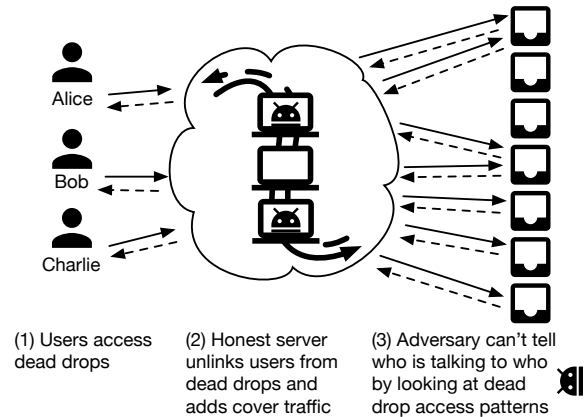 Alice
Bob
Charlie
(1) Users access
dead drops
(2) Honest server
unlinks users from
dead drops and
adds cover traffic
(3) Adversary can't tell
who is talking to who
by looking at dead
drop access patterns